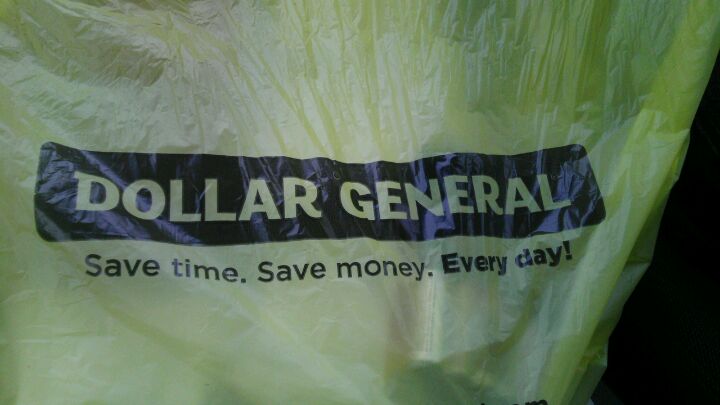 DOLLAR GENERAL
Save time. Save money. Every day!